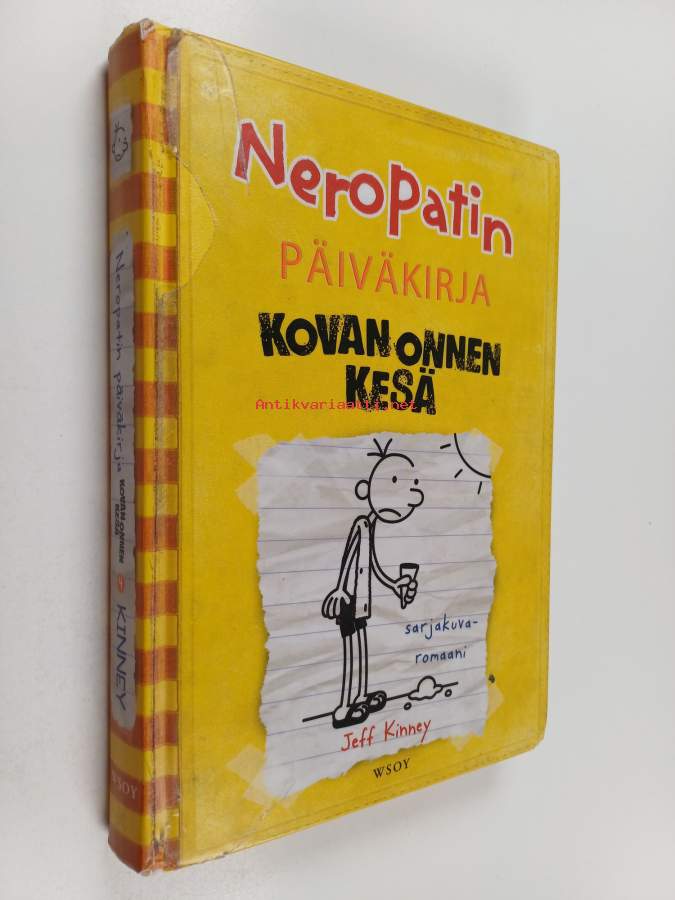 NeroPatin
PÄIVÄKIRJA
KOVAN ONNEN
KESÄ
Antikvariaatti.net
sarjakuva-
romaani
Jeff Kinney
WSOY
Neropatin päiväkirja
KOVAN ONNEN
KESÄ
4
KINNEY
WSOY